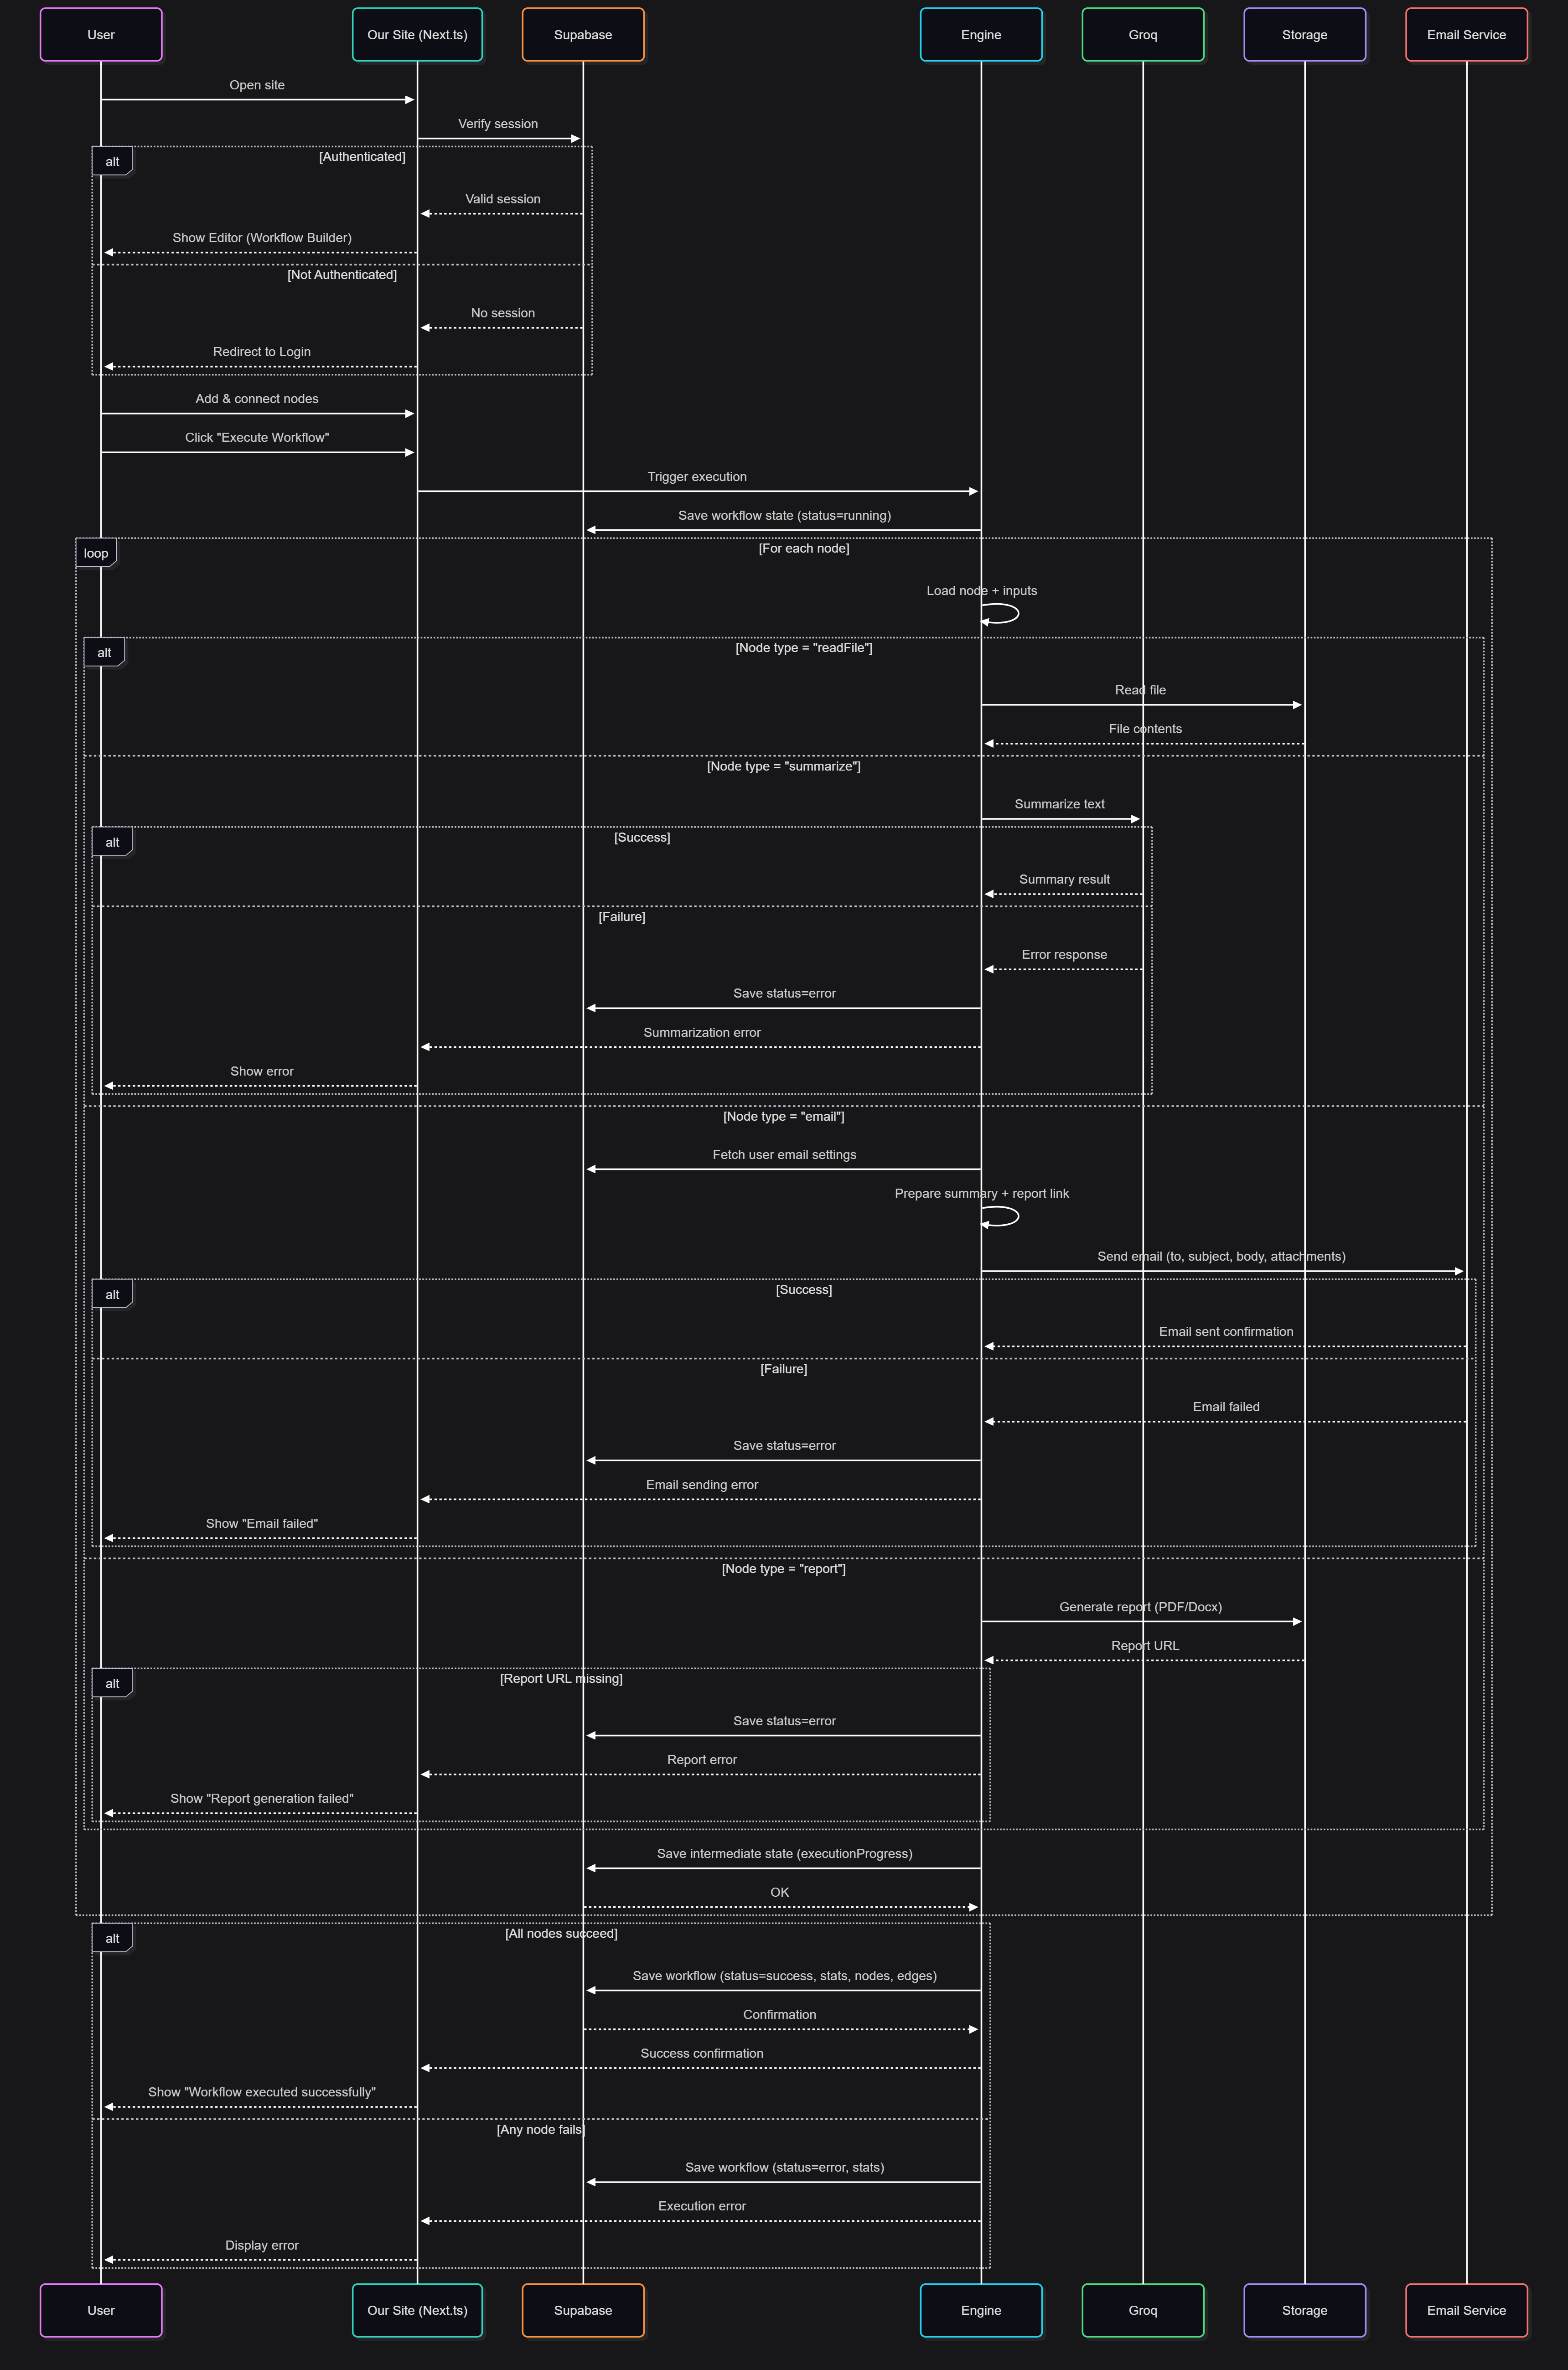 User
Our Site (Next.ts)
Supabase
Engine
Groq
Storage
Email Service
Open site
Verify session
alt
[Authenticated]
Valid session
Show Editor (Workflow Builder)
[Not Authenticated]
No session
Redirect to Login
Add & connect nodes
Click "Execute Workflow"
Trigger execution
Save workflow state (status=running)
loop
[For each node]
Load node + inputs
alt
[Node type = "readFile"]
Read file
File contents
[Node type = "summarize"]
Summarize text
alt
[Success]
Summary result
[Failure]
Error response
Save status=error
Summarization error
Show error
[Node type = "email"]
Fetch user email settings
Prepare summary + report link
Send email (to, subject, body, attachments)
alt
[Success]
Email sent confirmation
[Failure]
Email failed
Save status=error
Email sending error
Show "Email failed"
[Node type = "report"]
Generate report (PDF/Docx)
Report URL
alt
[Report URL missing]
Save status=error
Report error
Show "Report generation failed"
Save intermediate state (executionProgress)
OK
alt
[All nodes succeed]
Save workflow (status=success, stats, nodes, edges)
Confirmation
Success confirmation
Show "Workflow executed successfully"
[Any node fails]
Save workflow (status=error, stats)
Execution error
Display error
User
Our Site (Next.ts)
Supabase
Engine
Groq
Storage
Email Service